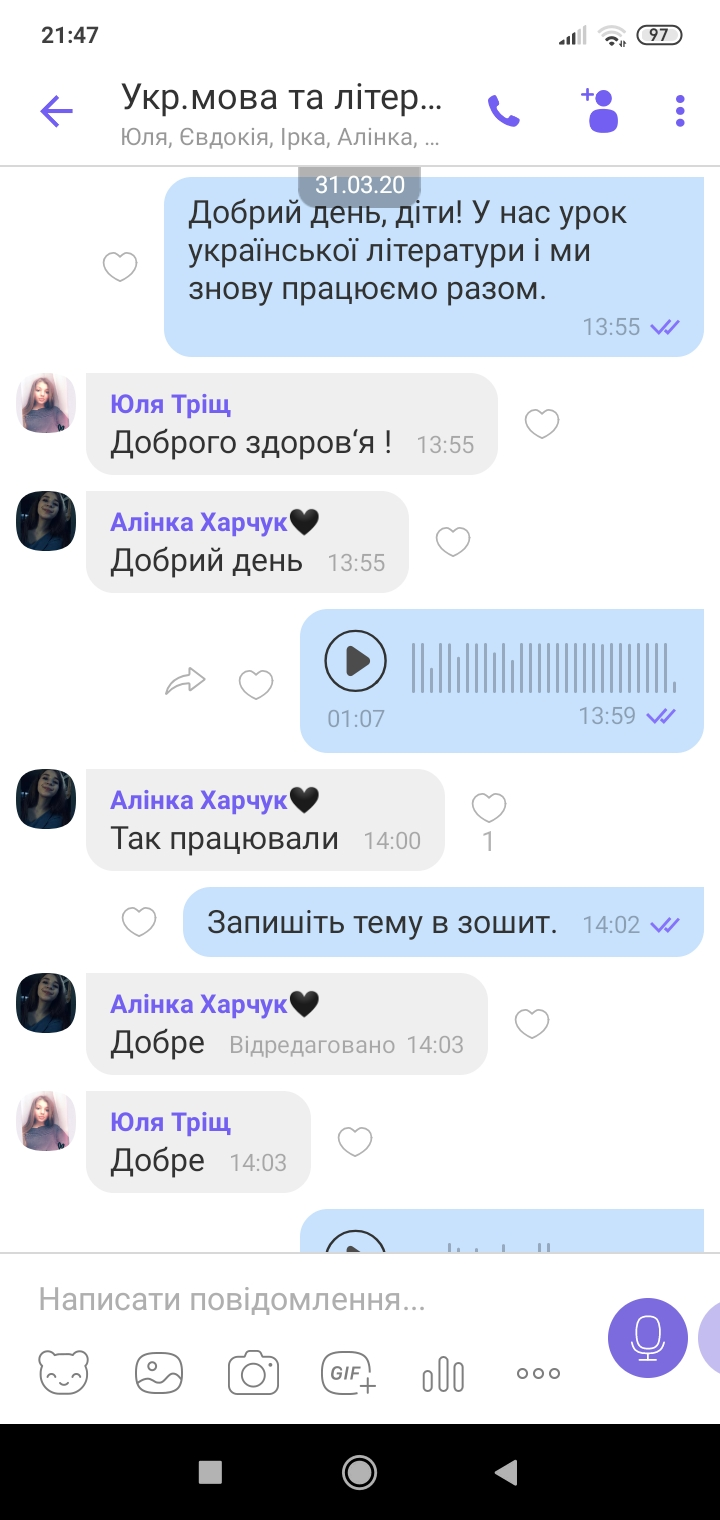 21:47
97
Укр.мова та літер...
Юля, Євдокія, Ірка, Алінка, ...
31.03.20
Добрий день, діти! У нас урок
української літератури і ми
знову працюємо разом.
13:55
Юля Тріщ
Доброго здоров‘я ! 13:55
Алінка Харчук🖤
Добрий день 13:55
01:07 13:59
Алінка Харчук🖤
Так працювали 14:00
1
Запишіть тему в зошит. 14:02
Алінка Харчук🖤
Добре Відредаговано 14:03
Юля Тріщ
Добре 14:03
Написати повідомлення...
GIF